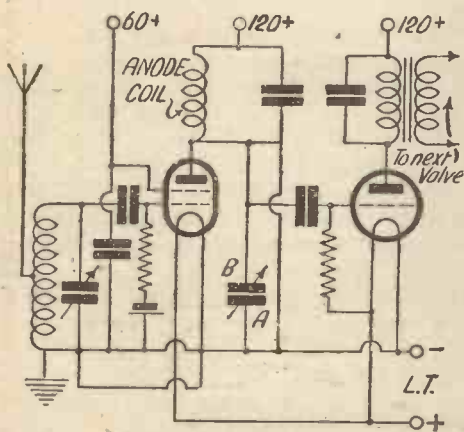 60+
120+
120+
ANODE
COIL
To next
Valve
B
A
-
L.T.
+